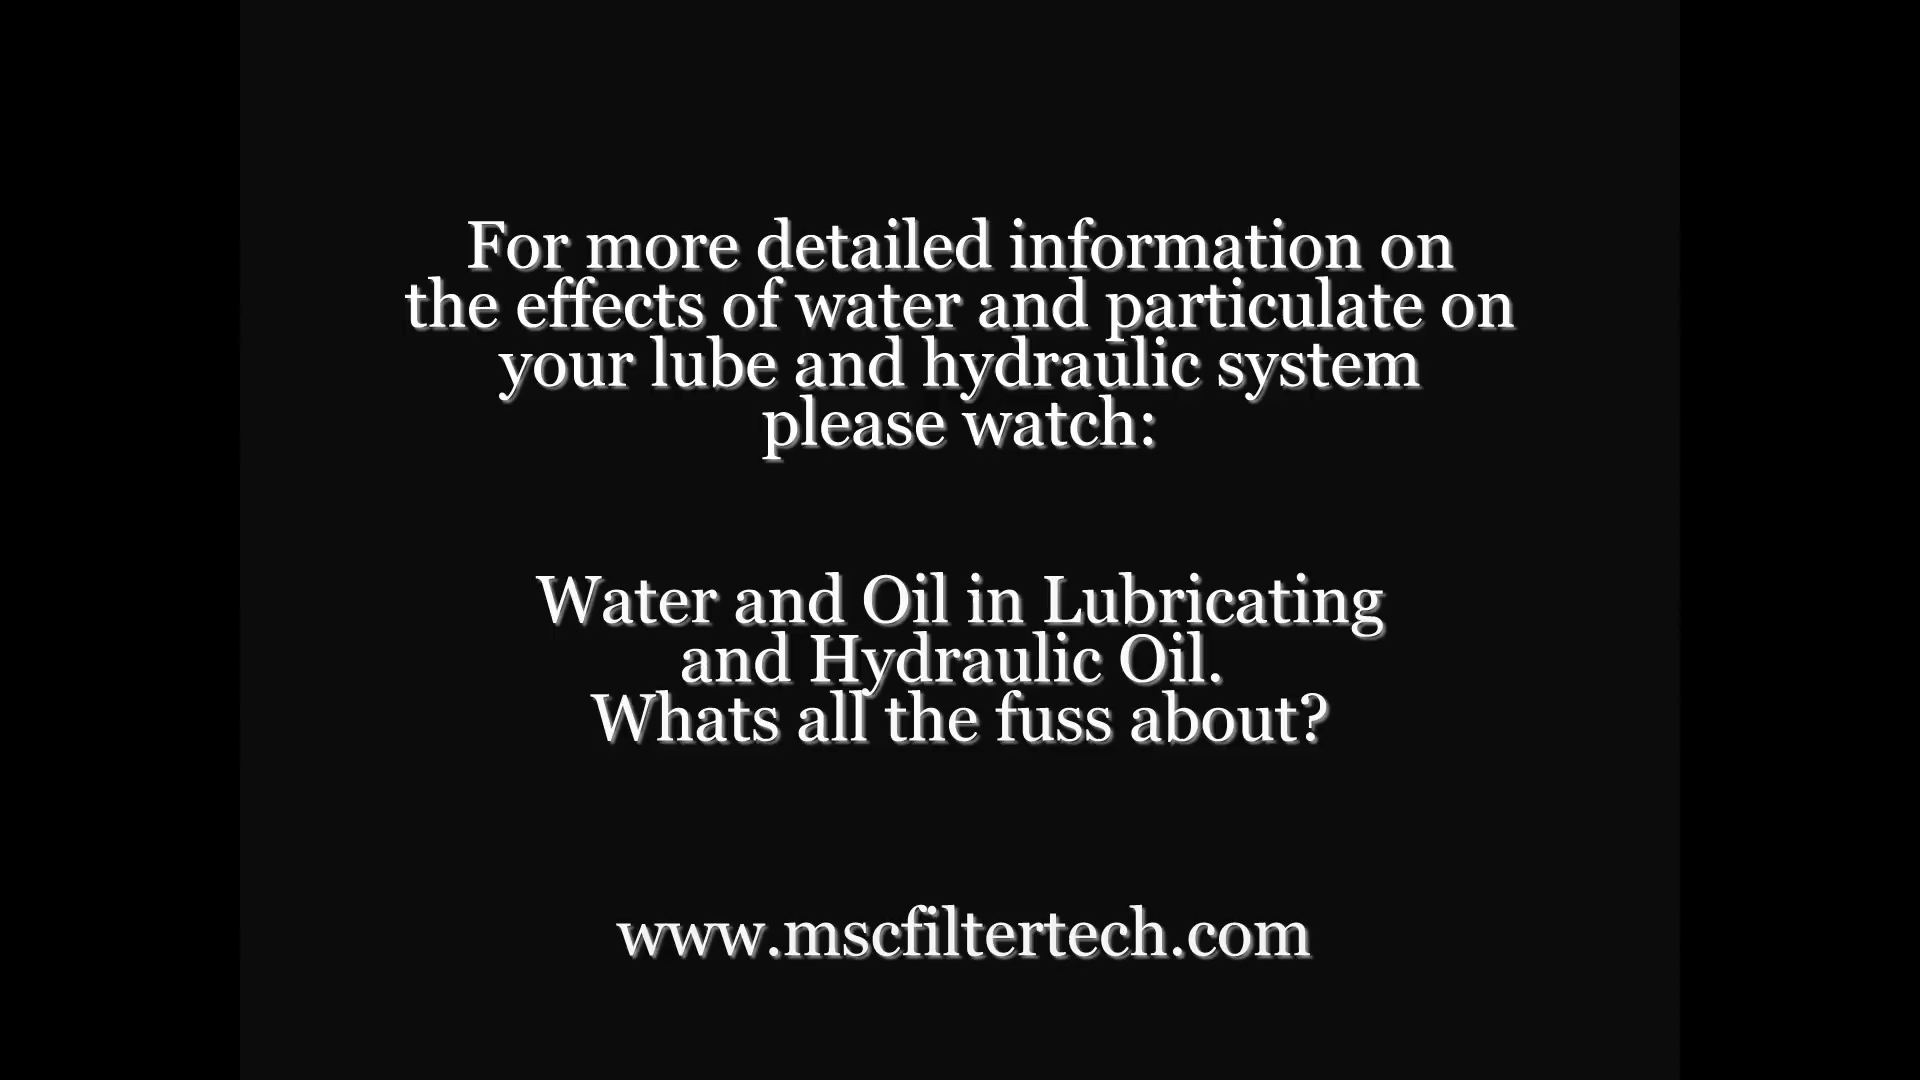 For more detailed information on
the effects of water and particulate on
your lube and hydraulic system
please watch:
Water and Oil in Lubricating
and Hydraulic Oil.
Whats all the fuss about?
www.mscfiltertech.com